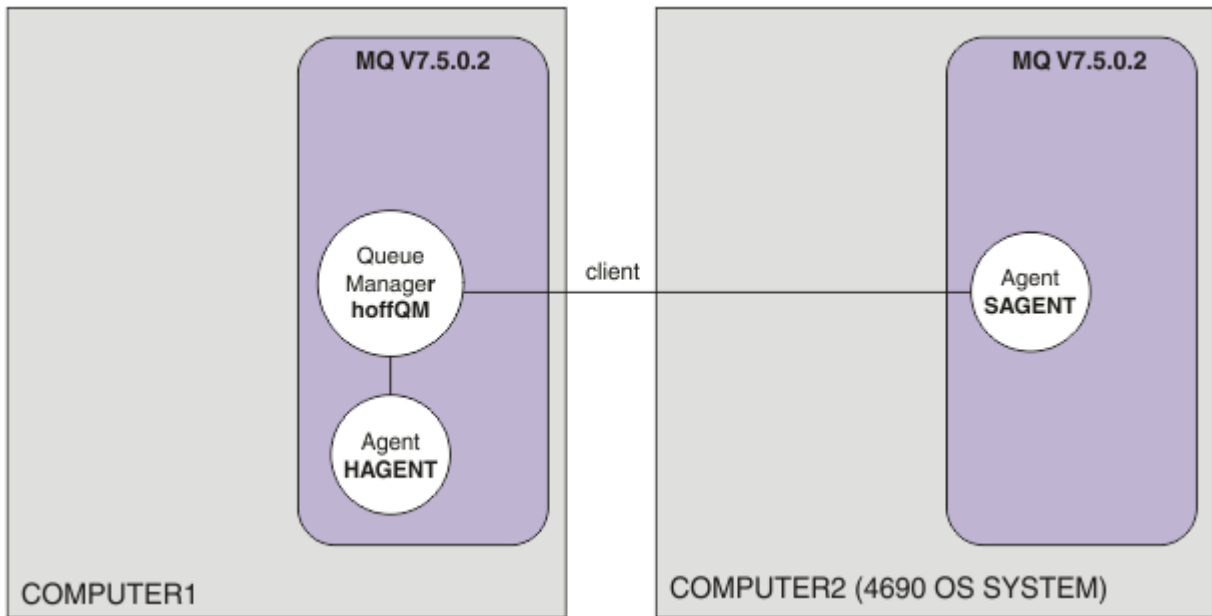 MQ V7.5.0.2
Queue
Manager
hoffQM
Agent
HAGENT
COMPUTER1
client
MQ V7.5.0.2
Agent
SAGENT
COMPUTER2 (4690 OS SYSTEM)